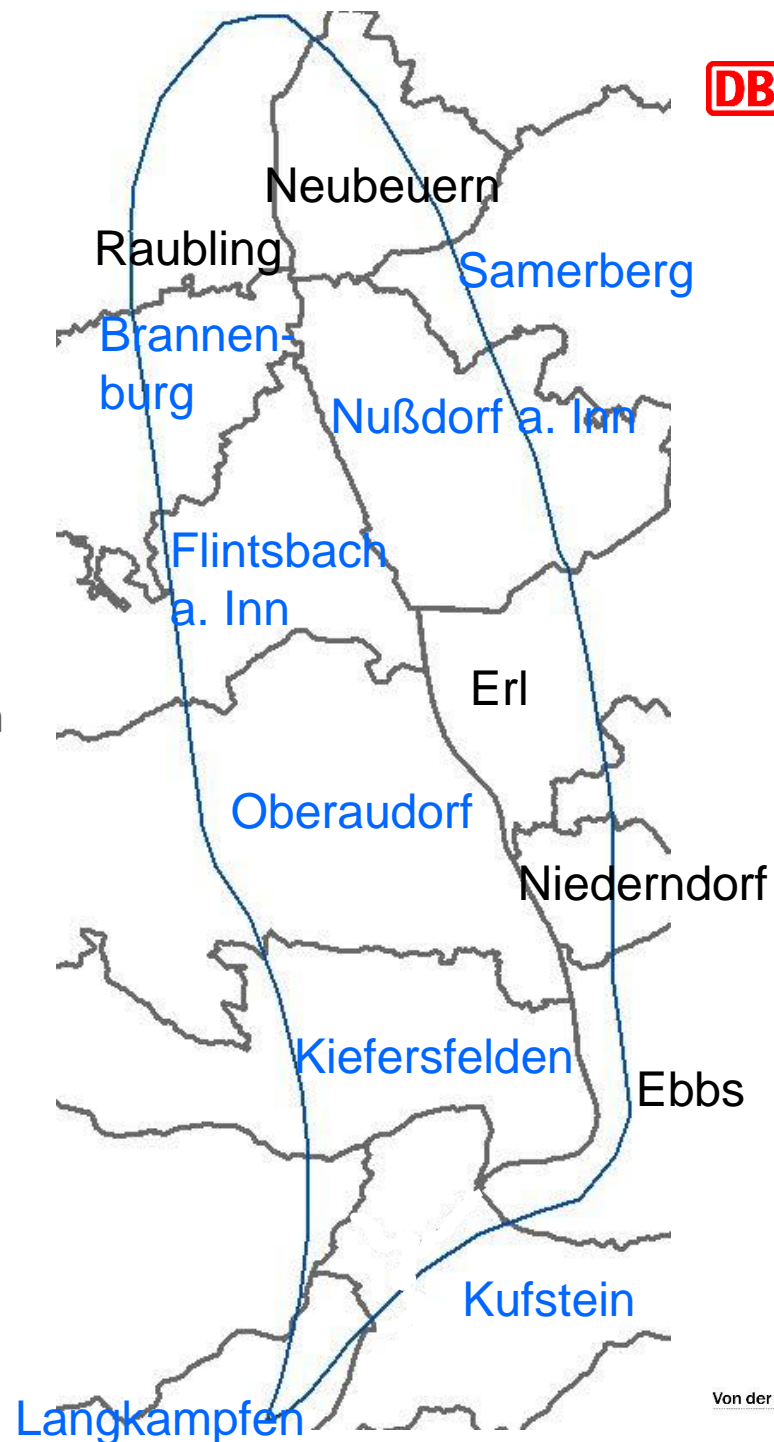 DB
Neubeuern
Raubling
Samerberg
Brannen-
burg
Nußdorf a. Inn
Flintsbach
a. Inn
Erl
Oberaudorf
Niederndorf
Kiefersfelden
Ebbs
Kufstein
Von der
Langkampfen